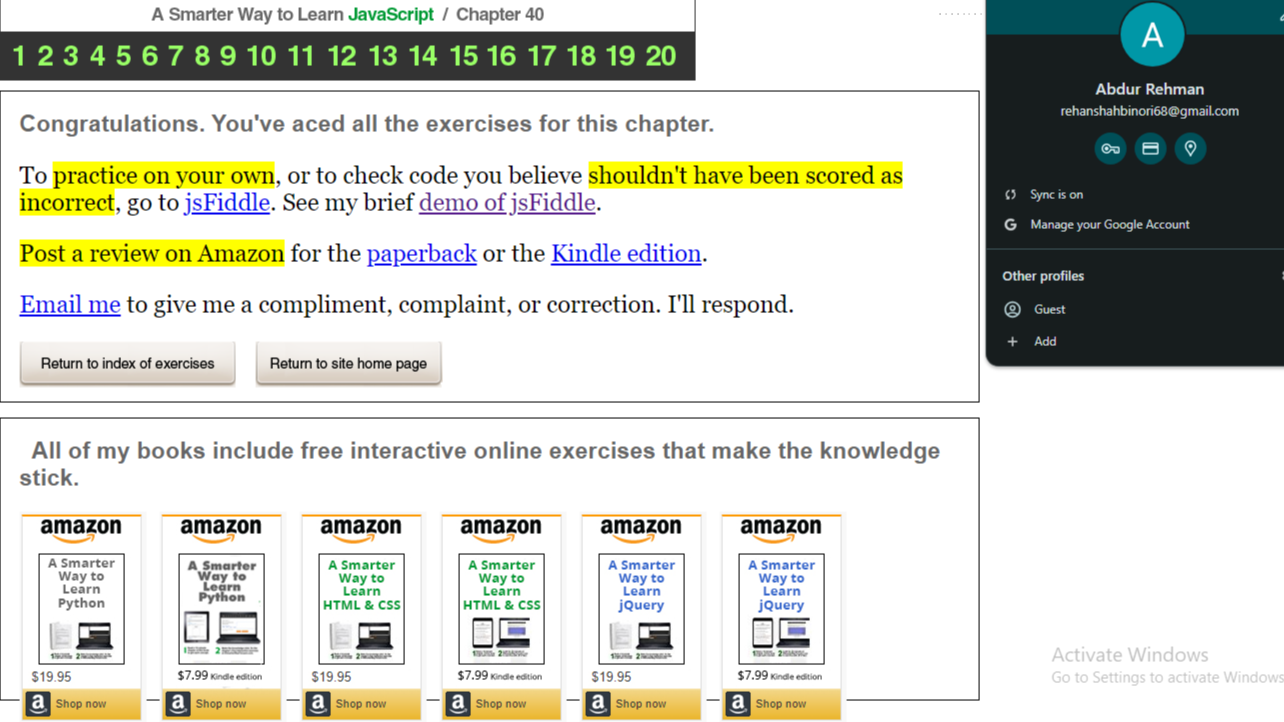 A Smarter Way to Learn JavaScript / Chapter 40
1 2 3 4 5 6 7 8 9 10 11 12 13 14 15 16 17 18 19 20
Congratulations. You've aced all the exercises for this chapter.
To practice on your own, or to check code you believe shouldn't have been scored as
incorrect, go to jsFiddle. See my brief demo of jsFiddle.
Post a review on Amazon for the paperback or the Kindle edition.
Email me to give me a compliment, complaint, or correction. I'll respond.
Return to index of exercises Return to site home page
All of my books include free interactive online exercises that make the knowledge
stick.
amazon amazon amazon amazon amazon amazon
A Smarter Way to Learn Python
A Smarter Way to Learn Python
A Smarter Way to Learn HTML & CSS
A Smarter Way to Learn HTML & CSS
A Smarter Way to Learn jQuery
A Smarter Way to Learn jQuery
$19.95 $7.99 Kindle edition $19.95 $7.99 Kindle edition $19.95 $7.99 Kindle edition
a Shop now a Shop now a Shop now a Shop now a Shop now a Shop now
A
Abdur Rehman
rehanshahbinori68@gmail.com
Sync is on
G Manage your Google Account
Other profiles
Guest
+ Add
Activate Windows
Go to Settings to activate Windows